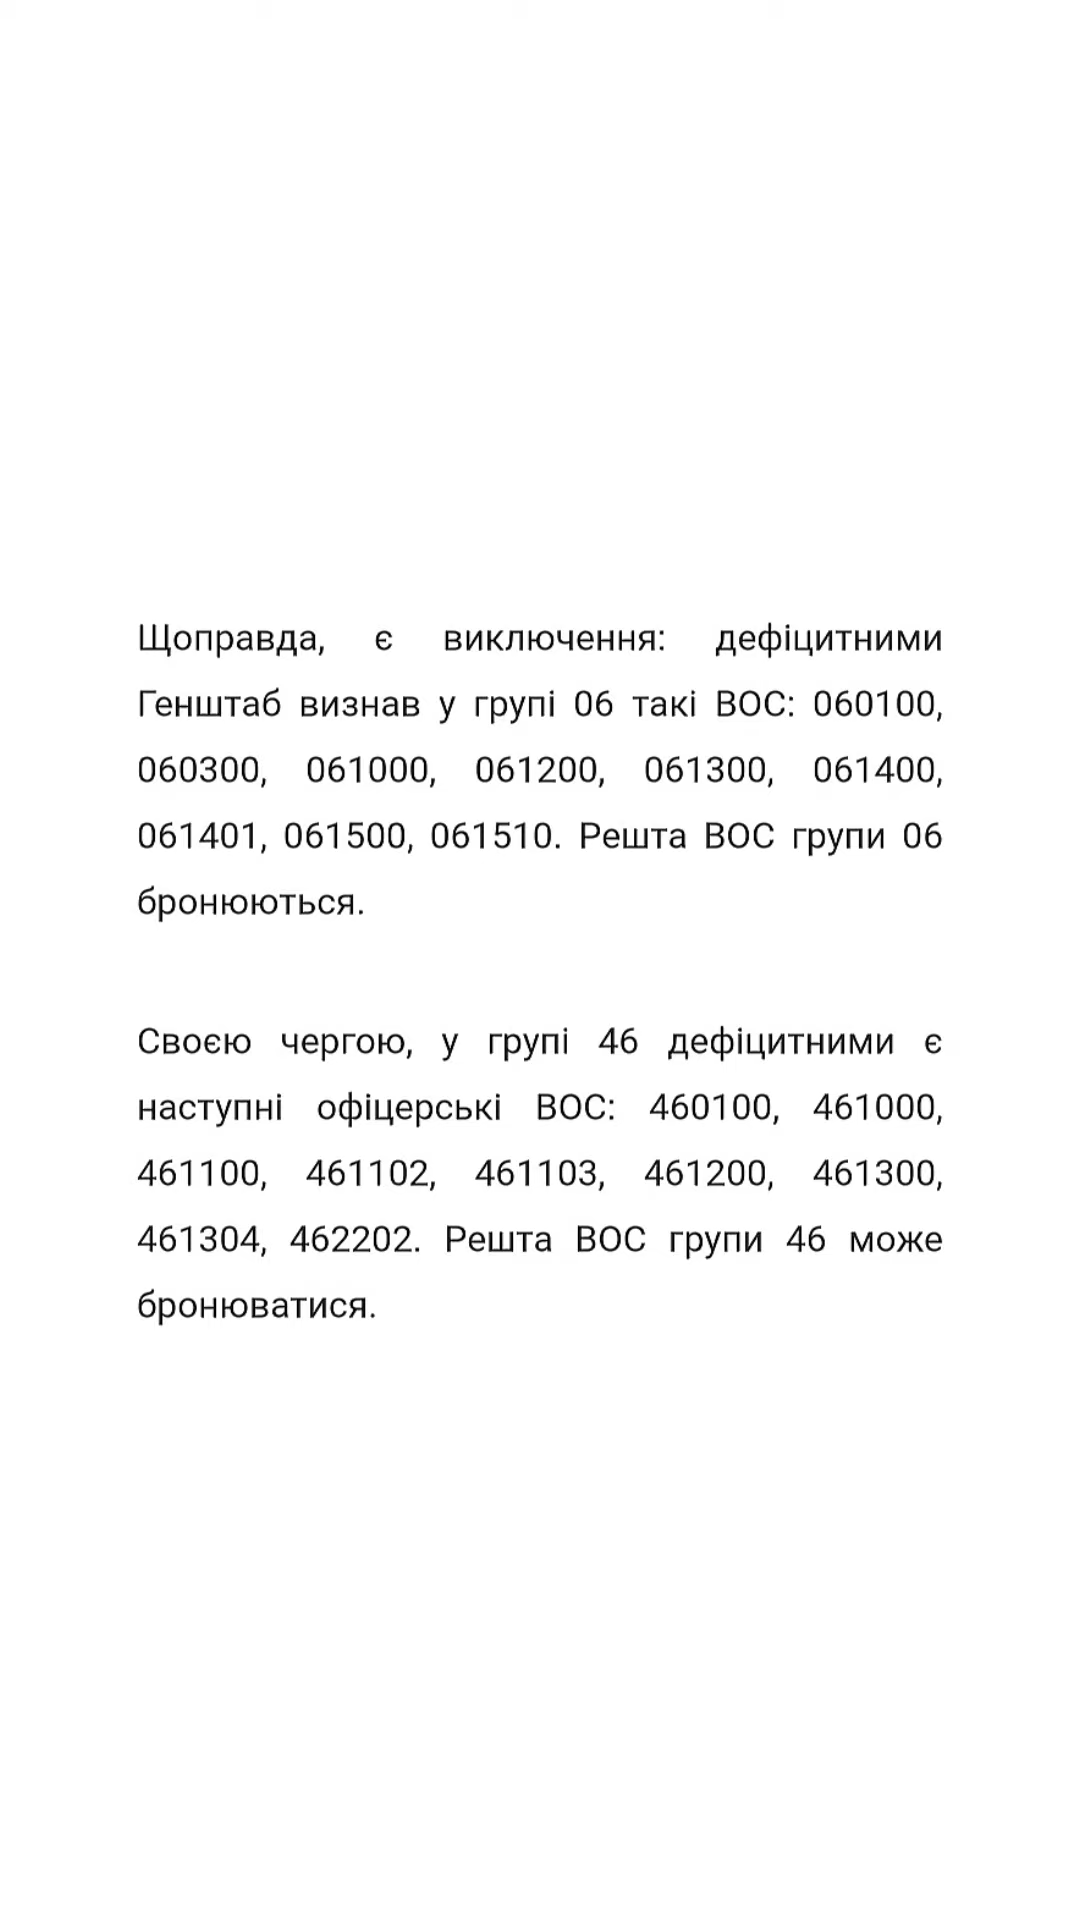 Щоправда, є виключення: дефіцитними
Генштаб визнав у групі 06 такі ВОС: 060100,
060300, 061000, 061200, 061300, 061400,
061401, 061500, 061510. Решта ВОС групи 06
бронюються.
Своєю чергою, у групі 46 дефіцитними є
наступні офіцерські ВОС: 460100, 461000,
461100, 461102, 461103, 461200, 461300,
461304, 462202. Решта ВОС групи 46 може
бронюватися.